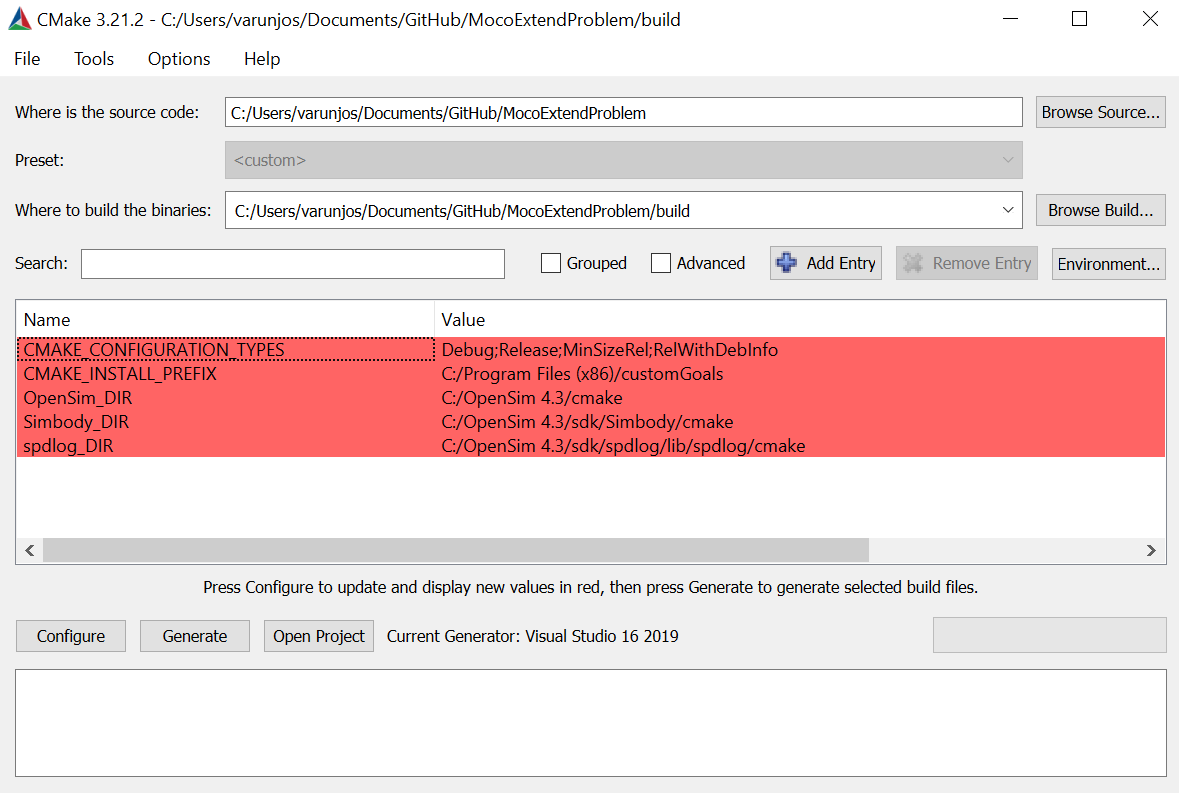 CMake 3.21.2 - C:/Users/varunjos/Documents/GitHub/MocoExtendProblem/build
File Tools Options Help
Where is the source code: C:/Users/varunjos/Documents/GitHub/MocoExtendProblem Browse Source...
Preset: <custom>
Where to build the binaries: C:/Users/varunjos/Documents/GitHub/MocoExtendProblem/build Browse Build...
Search: Grouped Advanced Add Entry Remove Entry Environment...
Name Value
CMAKE_CONFIGURATION_TYPES Debug;Release;MinSizeRel;RelWithDebInfo
CMAKE_INSTALL_PREFIX C:/Program Files (x86)/customGoals
OpenSim_DIR C:/OpenSim 4.3/cmake
Simbody_DIR C:/OpenSim 4.3/sdk/Simbody/cmake
spdlog_DIR C:/OpenSim 4.3/sdk/spdlog/lib/spdlog/cmake
Press Configure to update and display new values in red, then press Generate to generate selected build files.
Configure Generate Open Project Current Generator: Visual Studio 16 2019